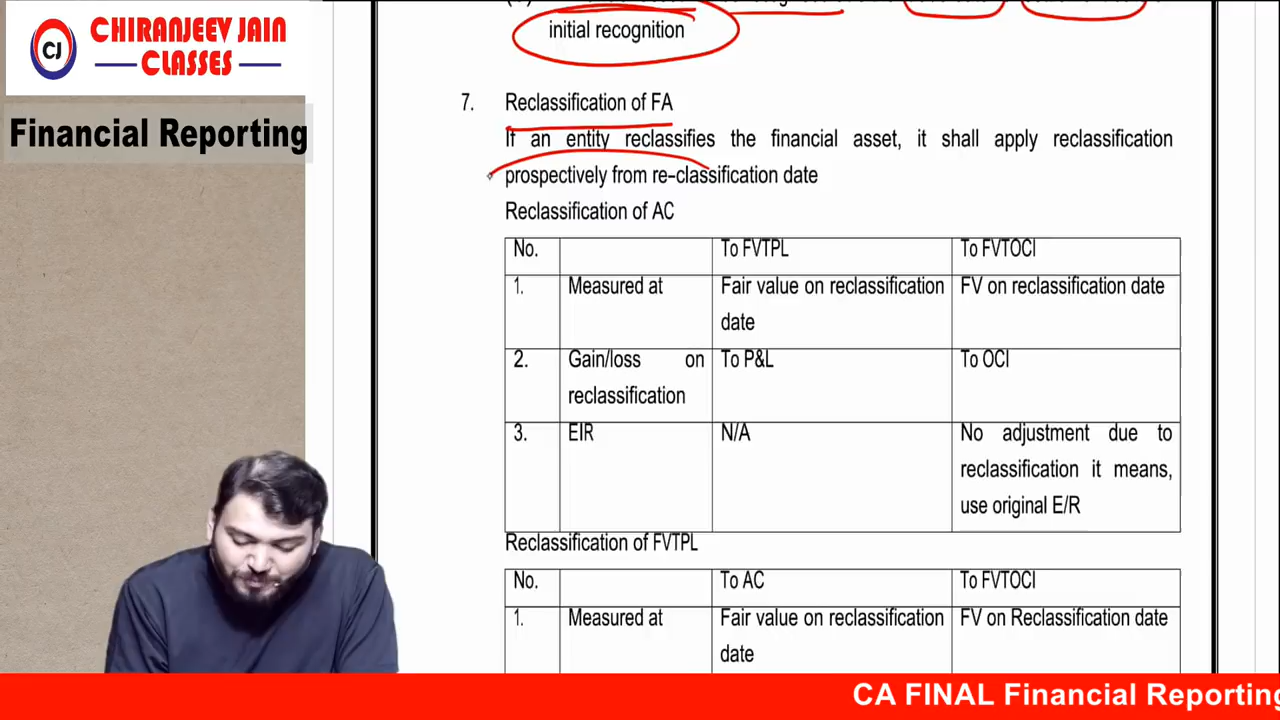 CHIRANJEEV JAIN
CLASSES
CJ
Financial Reporting
initial recognition
7. Reclassification of FA
If an entity reclassifies the financial asset, it shall apply reclassification
prospectively from re-classification date
Reclassification of AC
No. To FVTPL To FVTOCI
1. Measured at Fair value on reclassification date FV on reclassification date
2. Gain/loss on reclassification To P&L To OCI
3. EIR N/A No adjustment due to reclassification it means, use original E/R
Reclassification of FVTPL
No. To AC To FVTOCI
1. Measured at Fair value on reclassification date FV on Reclassification date
CA FINAL Financial Reporting